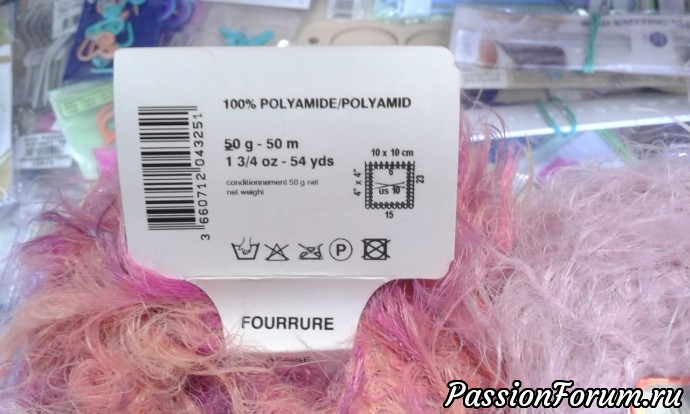 100% POLYAMIDE/POLYAMID
50 g - 50 m
1 3/4 oz - 54 yds
conditionnement 50 g net
net weight
10 x 10 cm
4" x 4"
6
US 10
23
15
3 660712 043251
P
FOURRURE
KNITTING
PassionForum.ru